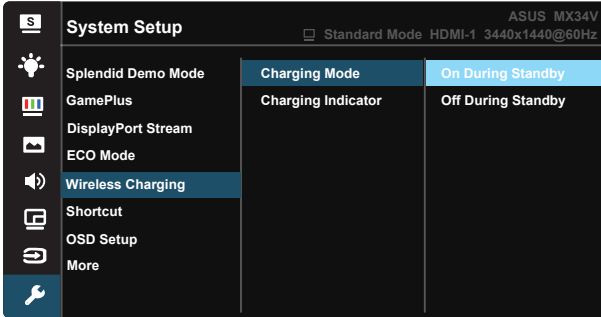 S
System Setup
ASUS MX34V
Standard Mode HDMI-1 3440x1440@60Hz
Splendid Demo Mode
GamePlus
DisplayPort Stream
ECO Mode
Wireless Charging
Shortcut
OSD Setup
More
Charging Mode
Charging Indicator
On During Standby
Off During Standby